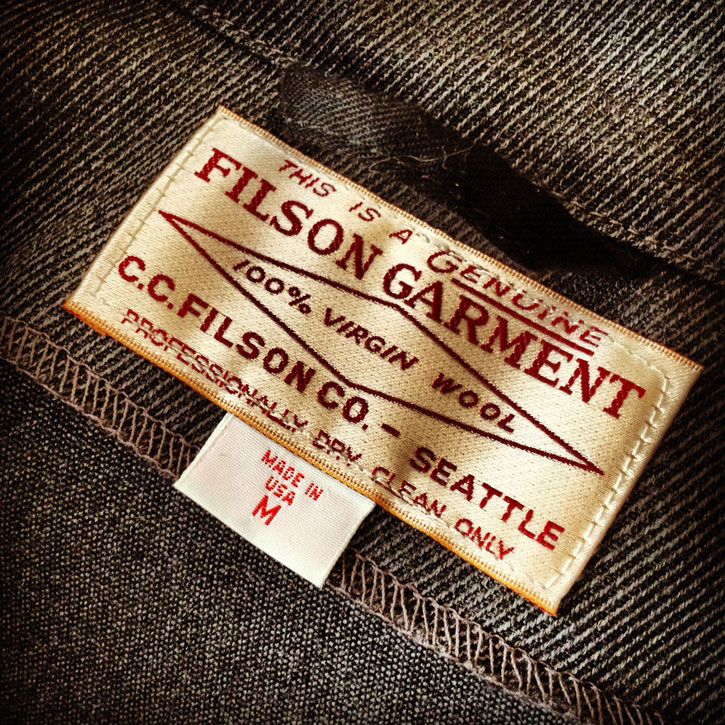 THIS IS A GENUINE
FILSON GARMENT
100% VIRGIN WOOL
C.C. FILSON CO. – SEATTLE
PROFESSIONALLY DRY CLEAN ONLY
MADE IN
USA
M